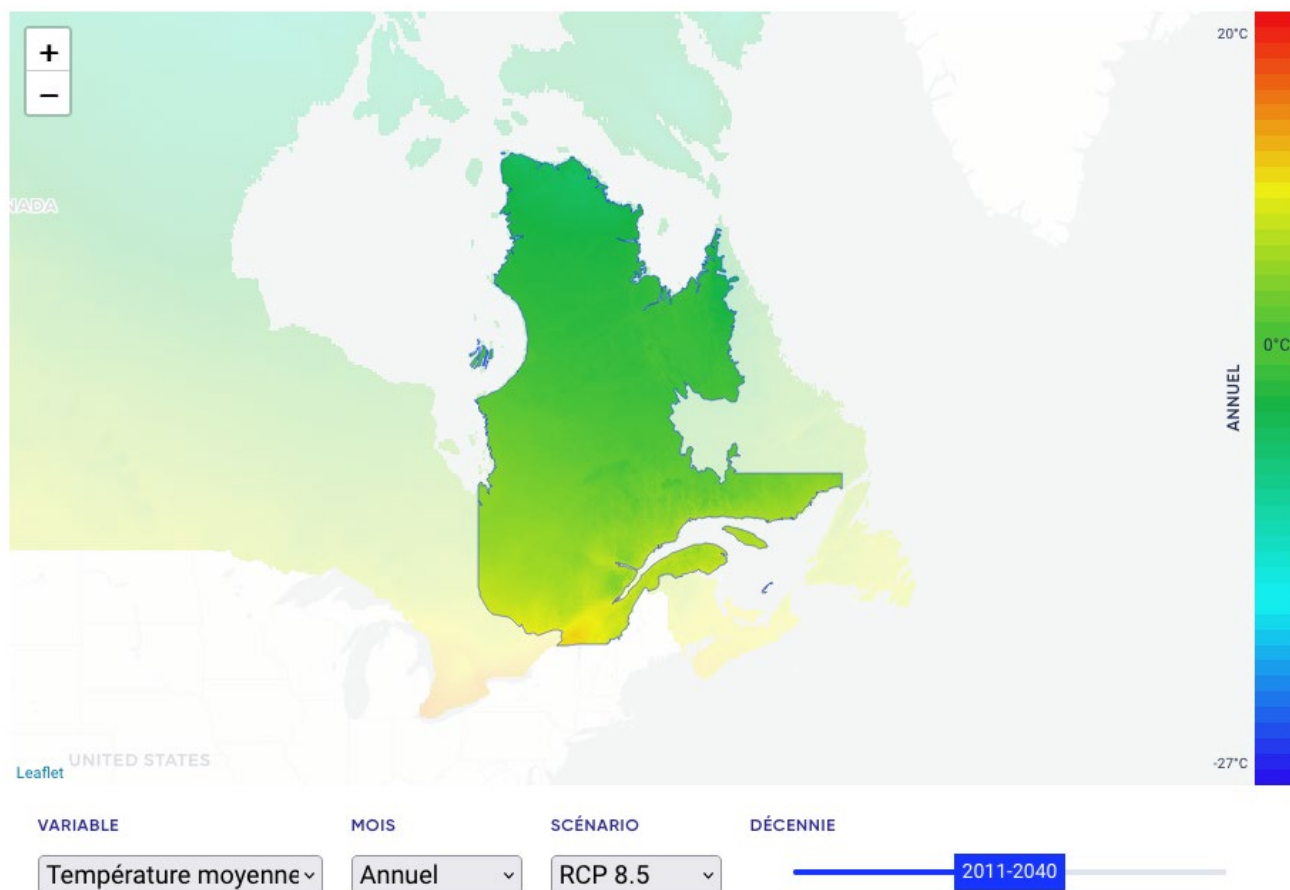 +
20°C
−
NADA
0°C
ANNUEL
UNITED STATES
-27°C
Leaflet
VARIABLE
MOIS
SCÉNARIO
DÉCENNIE
Température moyenne
Annuel
RCP 8.5
2011-2040